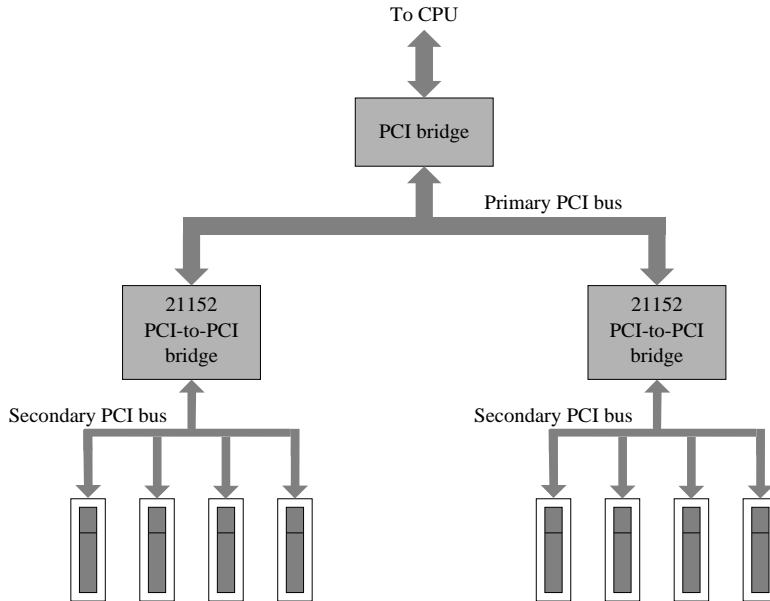 To CPU
PCI bridge
Primary PCI bus
21152
PCI-to-PCI
bridge
21152
PCI-to-PCI
bridge
Secondary PCI bus
Secondary PCI bus